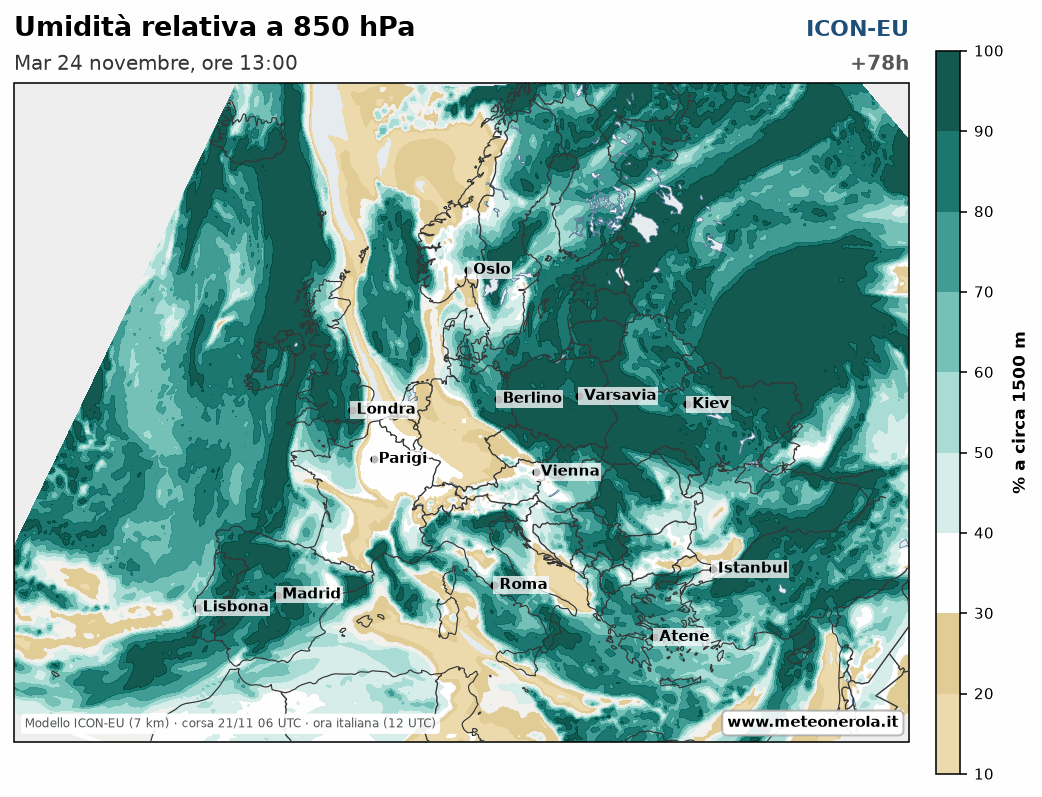 Umidità relativa a 850 hPa
ICON-EU
Mar 24 novembre, ore 13:00
+78h
100
90
80
70
60
50
40
30
20
10
% a circa 1500 m
Oslo
Berlino
Varsavia
Kiev
Londra
Parigi
Vienna
Istanbul
Roma
Madrid
Lisbona
Atene
Modello ICON-EU (7 km) · corsa 21/11 06 UTC · ora italiana (12 UTC)
www.meteonerola.it